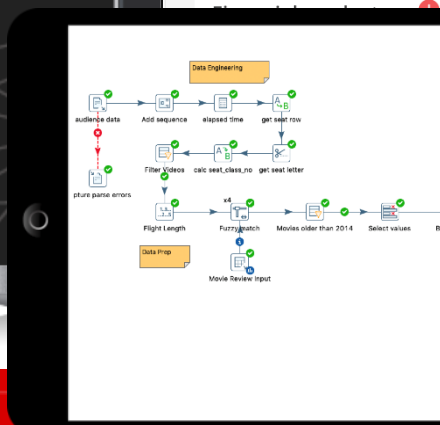 Data Engineering
audience data
Add sequence
elapsed time
get seat row
Filter Videos
calc seat_class_no
get seat letter
pture parse errors
x4
Flight Length
Fuzzy match
Movies older than 2014
Select values
B
Data Prep
Movie Review Input